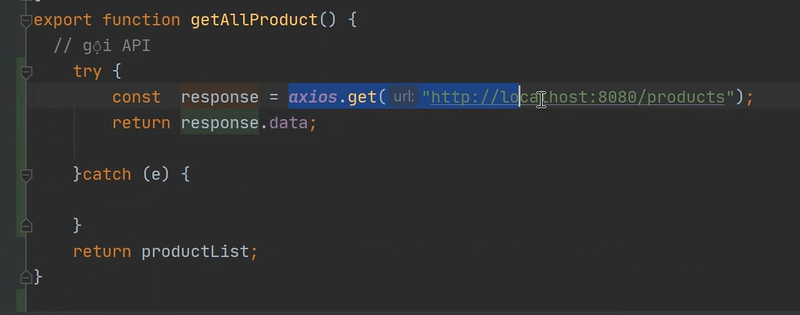 export function getAllProduct() {
// gọi API
try {
const response = axios.get( url: "http://localhost:8080/products");
return response.data;
}catch (e) {
}
return productList;
}